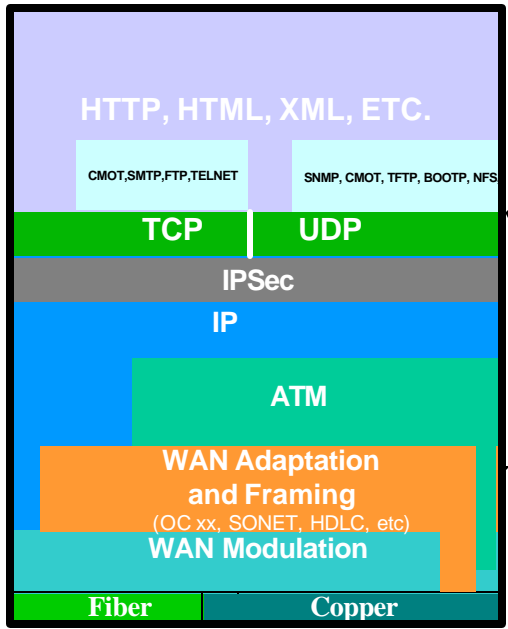 HTTP, HTML, XML, ETC.
CMOT,SMTP,FTP,TELNET
SNMP, CMOT, TFTP, BOOTP, NFS,
TCP
UDP
IPSec
IP
ATM
WAN Adaptation
and Framing
(OC xx, SONET, HDLC, etc)
WAN Modulation
Fiber
Copper